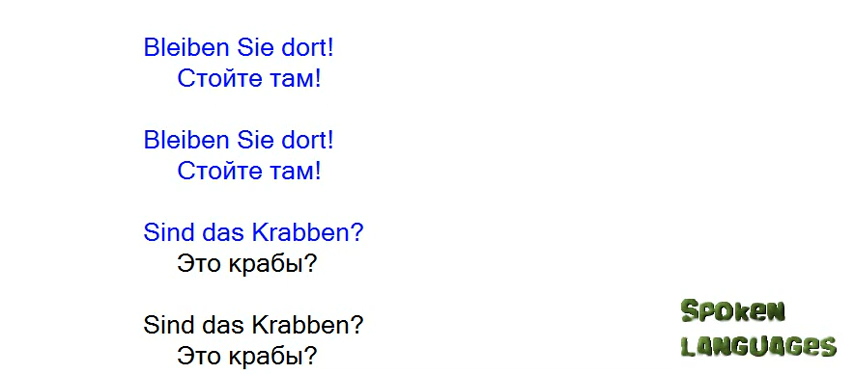 Bleiben Sie dort!
Стойте там!
Bleiben Sie dort!
Стойте там!
Sind das Krabben?
Это крабы?
Sind das Krabben?
Это крабы?
Spoken
Languages